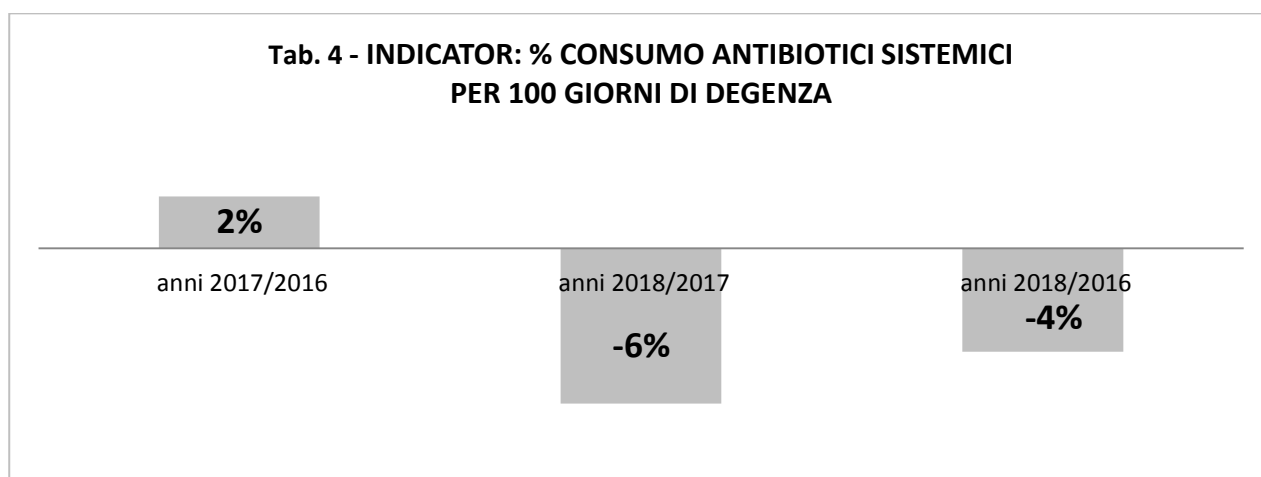 Tab. 4 - INDICATOR: % CONSUMO ANTIBIOTICI SISTEMICI
PER 100 GIORNI DI DEGENZA
2%
anni 2017/2016
anni 2018/2017
-6%
anni 2018/2016
-4%